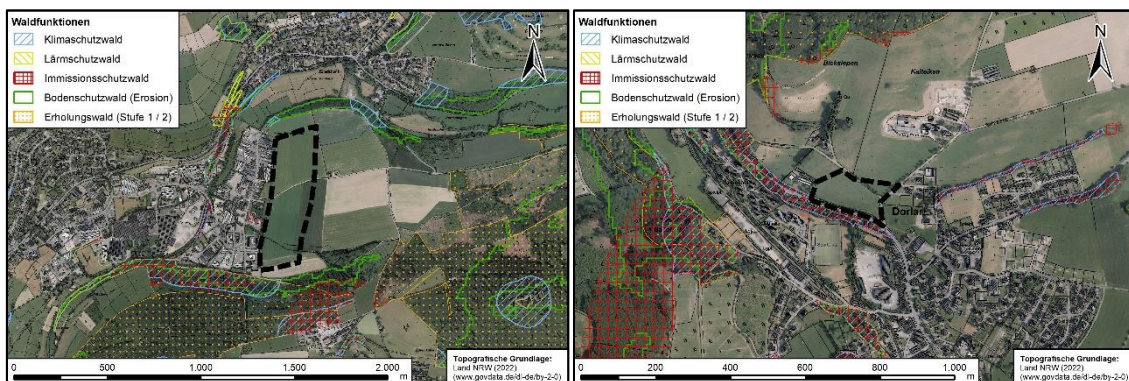 Waldfunktionen
Klimaschutzwald
Lärmschutzwald
Immissionsschutzwald
Bodenschutzwald (Erosion)
Erholungswald (Stufe 1 / 2)
N
0 500 1.000 1.500 2.000
m
Topografische Grundlage:
Land NRW (2022)
(www.govdata.de/dl-de/by-2-0)
Waldfunktionen
Klimaschutzwald
Lärmschutzwald
Immissionsschutzwald
Bodenschutzwald (Erosion)
Erholungswald (Stufe 1 / 2)
N
Dorlar
0 200 400 600 800 1.000
m
Topografische Grundlage:
Land NRW (2022)
(www.govdata.de/dl-de/by-2-0)